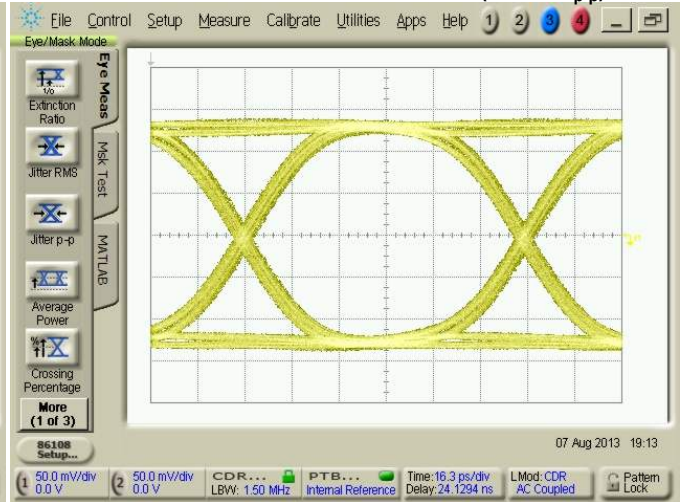 File Control Setup Measure Calibrate Utilities Apps Help 1 2 3 4
Eye/Mask Mode
Eye Meas
Msk Test
MATLAB
1/0
Extinction
Ratio
Jitter RMS
Jitter p-p
Average
Power
%
Crossing
Percentage
More
(1 of 3)
86108
Setup...
07 Aug 2013 19:13
1 50.0 mV/div
0.0 V
2 50.0 mV/div
0.0 V
CDR...
LBW: 1.50 MHz
PTB...
Internal Reference
Time:16.3 ps/div
Delay:24.1294 ns
LMod:CDR
AC Coupled
Pattern
Lock